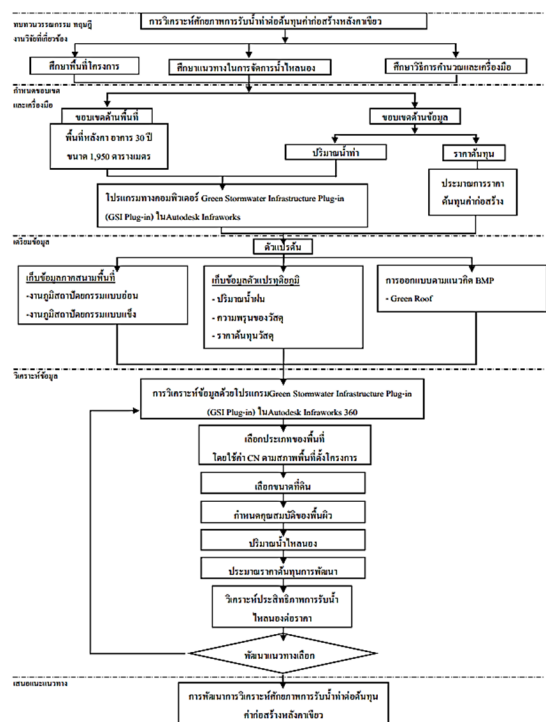 ทบทวนวรรณกรรม ทฤษฎี
งานวิจัยที่เกี่ยวข้อง
การวิเคราะห์ศักยภาพการรับน้ำท่าต่อต้นทุนค่าก่อสร้างหลังคาเขียว
ศึกษาพื้นที่โครงการ
ศึกษาแนวทางในการจัดการน้ำไหลนอง
ศึกษาวิธีการคำนวณและเครื่องมือ
กำหนดขอบเขต
และเครื่องมือ
ขอบเขตด้านพื้นที่
ขอบเขตด้านข้อมูล
พื้นที่หลังคา อาคาร 30 ปี
ขนาด 1,950 ตารางเมตร
ปริมาณน้ำท่า
ราคาต้นทุน
ประมาณการราคา
ต้นทุนค่าก่อสร้าง
โปรแกรมทางคอมพิวเตอร์ Green Stormwater Infrastructure Plug-in
(GSI Plug-in) ในAutodesk Infraworks
เตรียมข้อมูล
ตัวแปรต้น
เก็บข้อมูลภาคสนามพื้นที่
-งานภูมิสถาปัตยกรรมแบบอ่อน
-งานภูมิสถาปัตยกรรมแบบแข็ง
เก็บข้อมูลตัวแปรทุติยภูมิ
- ปริมาณน้ำฝน
- ความพรุนของวัสดุ
- ราคาต้นทุนวัสดุ
การออกแบบตามแนวคิด BMP
- Green Roof
วิเคราะห์ข้อมูล
การวิเคราะห์ข้อมูลด้วยโปรแกรมGreen Stormwater Infrastructure Plug-in
(GSI Plug-in) ในAutodesk Infraworks 360
เลือกประเภทของพื้นที่
โดยใช้ค่า CN ตามสภาพพื้นที่ตั้งโครงการ
เลือกขนาดที่ดิน
กำหนดคุณสมบัติของพื้นผิว
ปริมาณน้ำไหลนอง
ประมาณราคาต้นทุนการพัฒนา
วิเคราะห์ประสิทธิภาพการรับน้ำ
ไหลนองต่อราคา
พัฒนาแนวทางเลือก
เสนอแนะแนวทาง
การพัฒนาการวิเคราะห์ศักยภาพการรับน้ำท่าต่อต้นทุน
ค่าก่อสร้างหลังคาเขียว